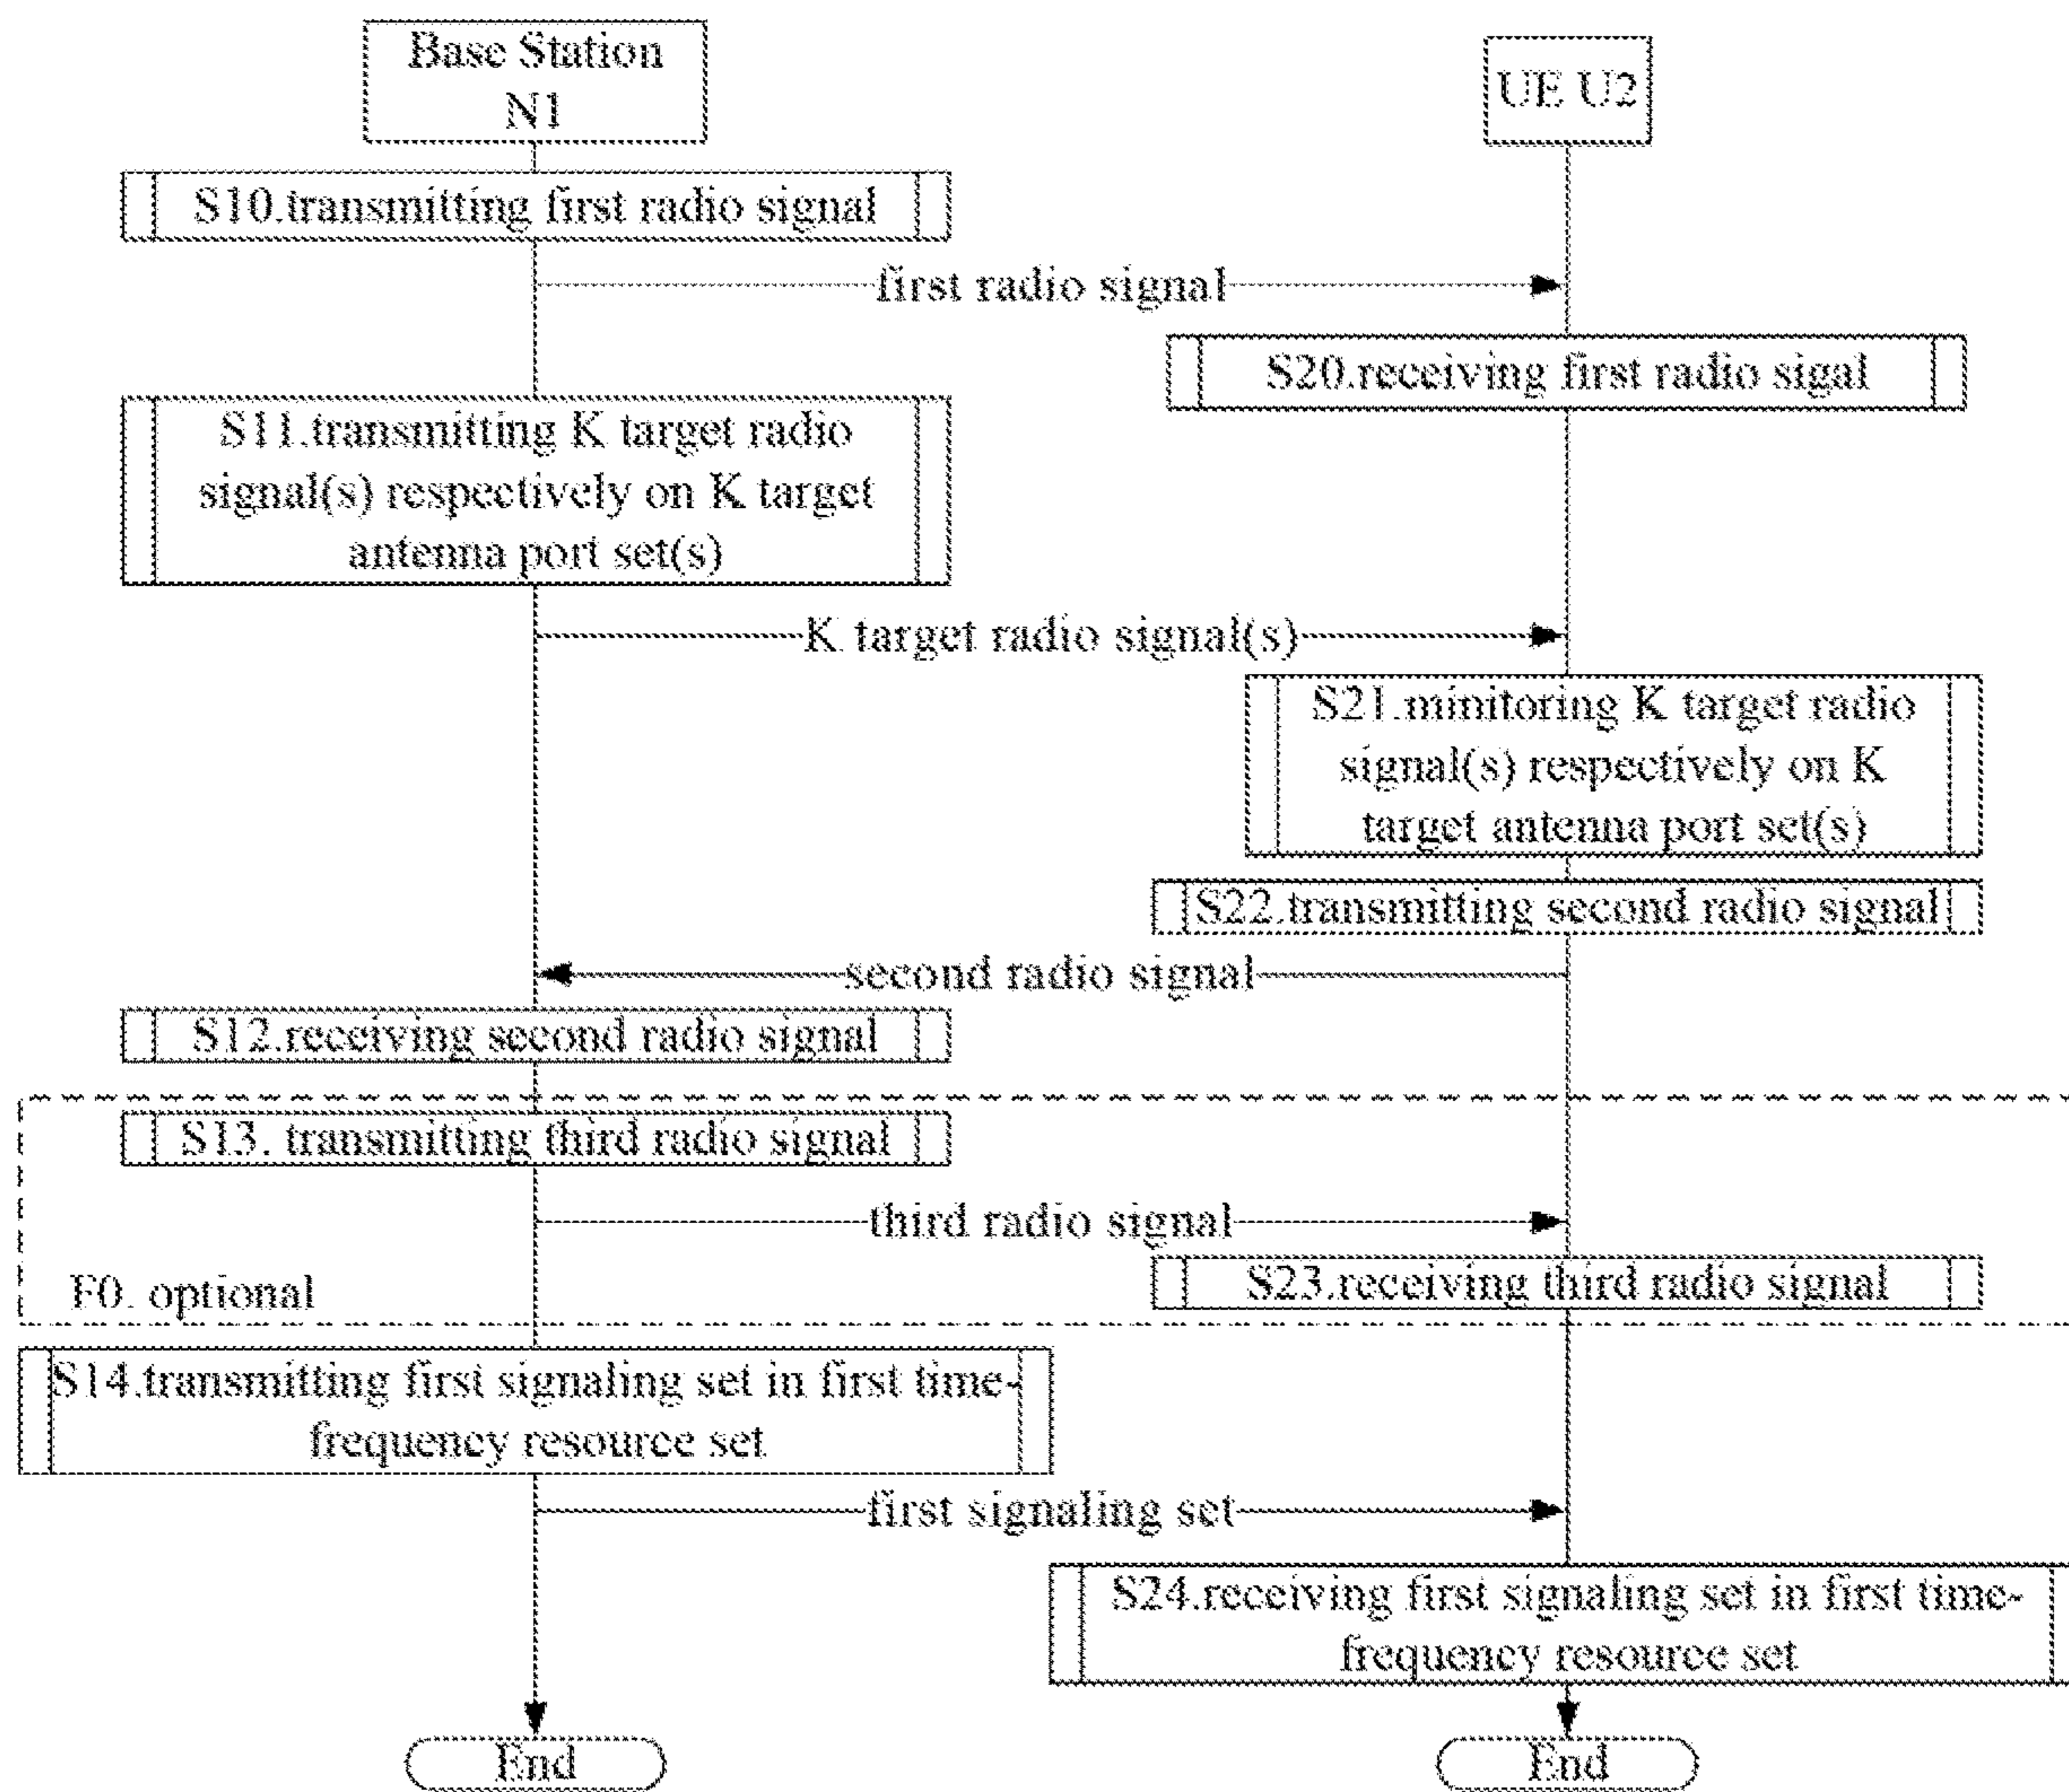 Base Station
N1
UE U2
S10.transmitting first radio signal
first radio signal
S20.receiving first radio sigal
S11.transmitting K target radio
signal(s) respectively on K target
antenna port set(s)
K target radio signal(s)
S21.minitoring K target radio
signal(s) respectively on K
target antenna port set(s)
S22.transmitting second radio signal
second radio signal
S12.receiving second radio signal
S13. transmitting third radio signal
third radio signal
F0. optional
S23.receiving third radio signal
S14.transmitting first signaling set in first time-
frequency resource set
first signaling set
S24.receiving first signaling set in first time-
frequency resource set
End
End